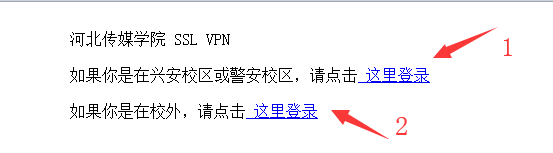 河北传媒学院 SSL VPN
1
如果你是在兴安校区或警安校区，请点击 这里登录
如果你是在校外，请点击 这里登录
2